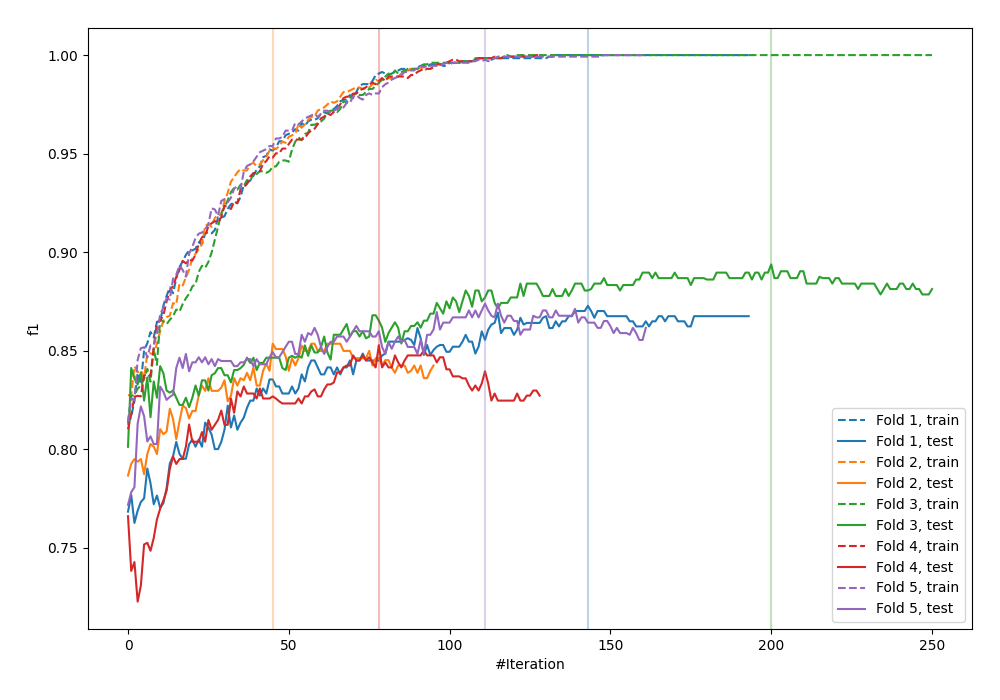 1.00
0.95
0.90
0.85
0.80
0.75
f1
0
50
100
150
200
250
#Iteration
Fold 1, train
Fold 1, test
Fold 2, train
Fold 2, test
Fold 3, train
Fold 3, test
Fold 4, train
Fold 4, test
Fold 5, train
Fold 5, test